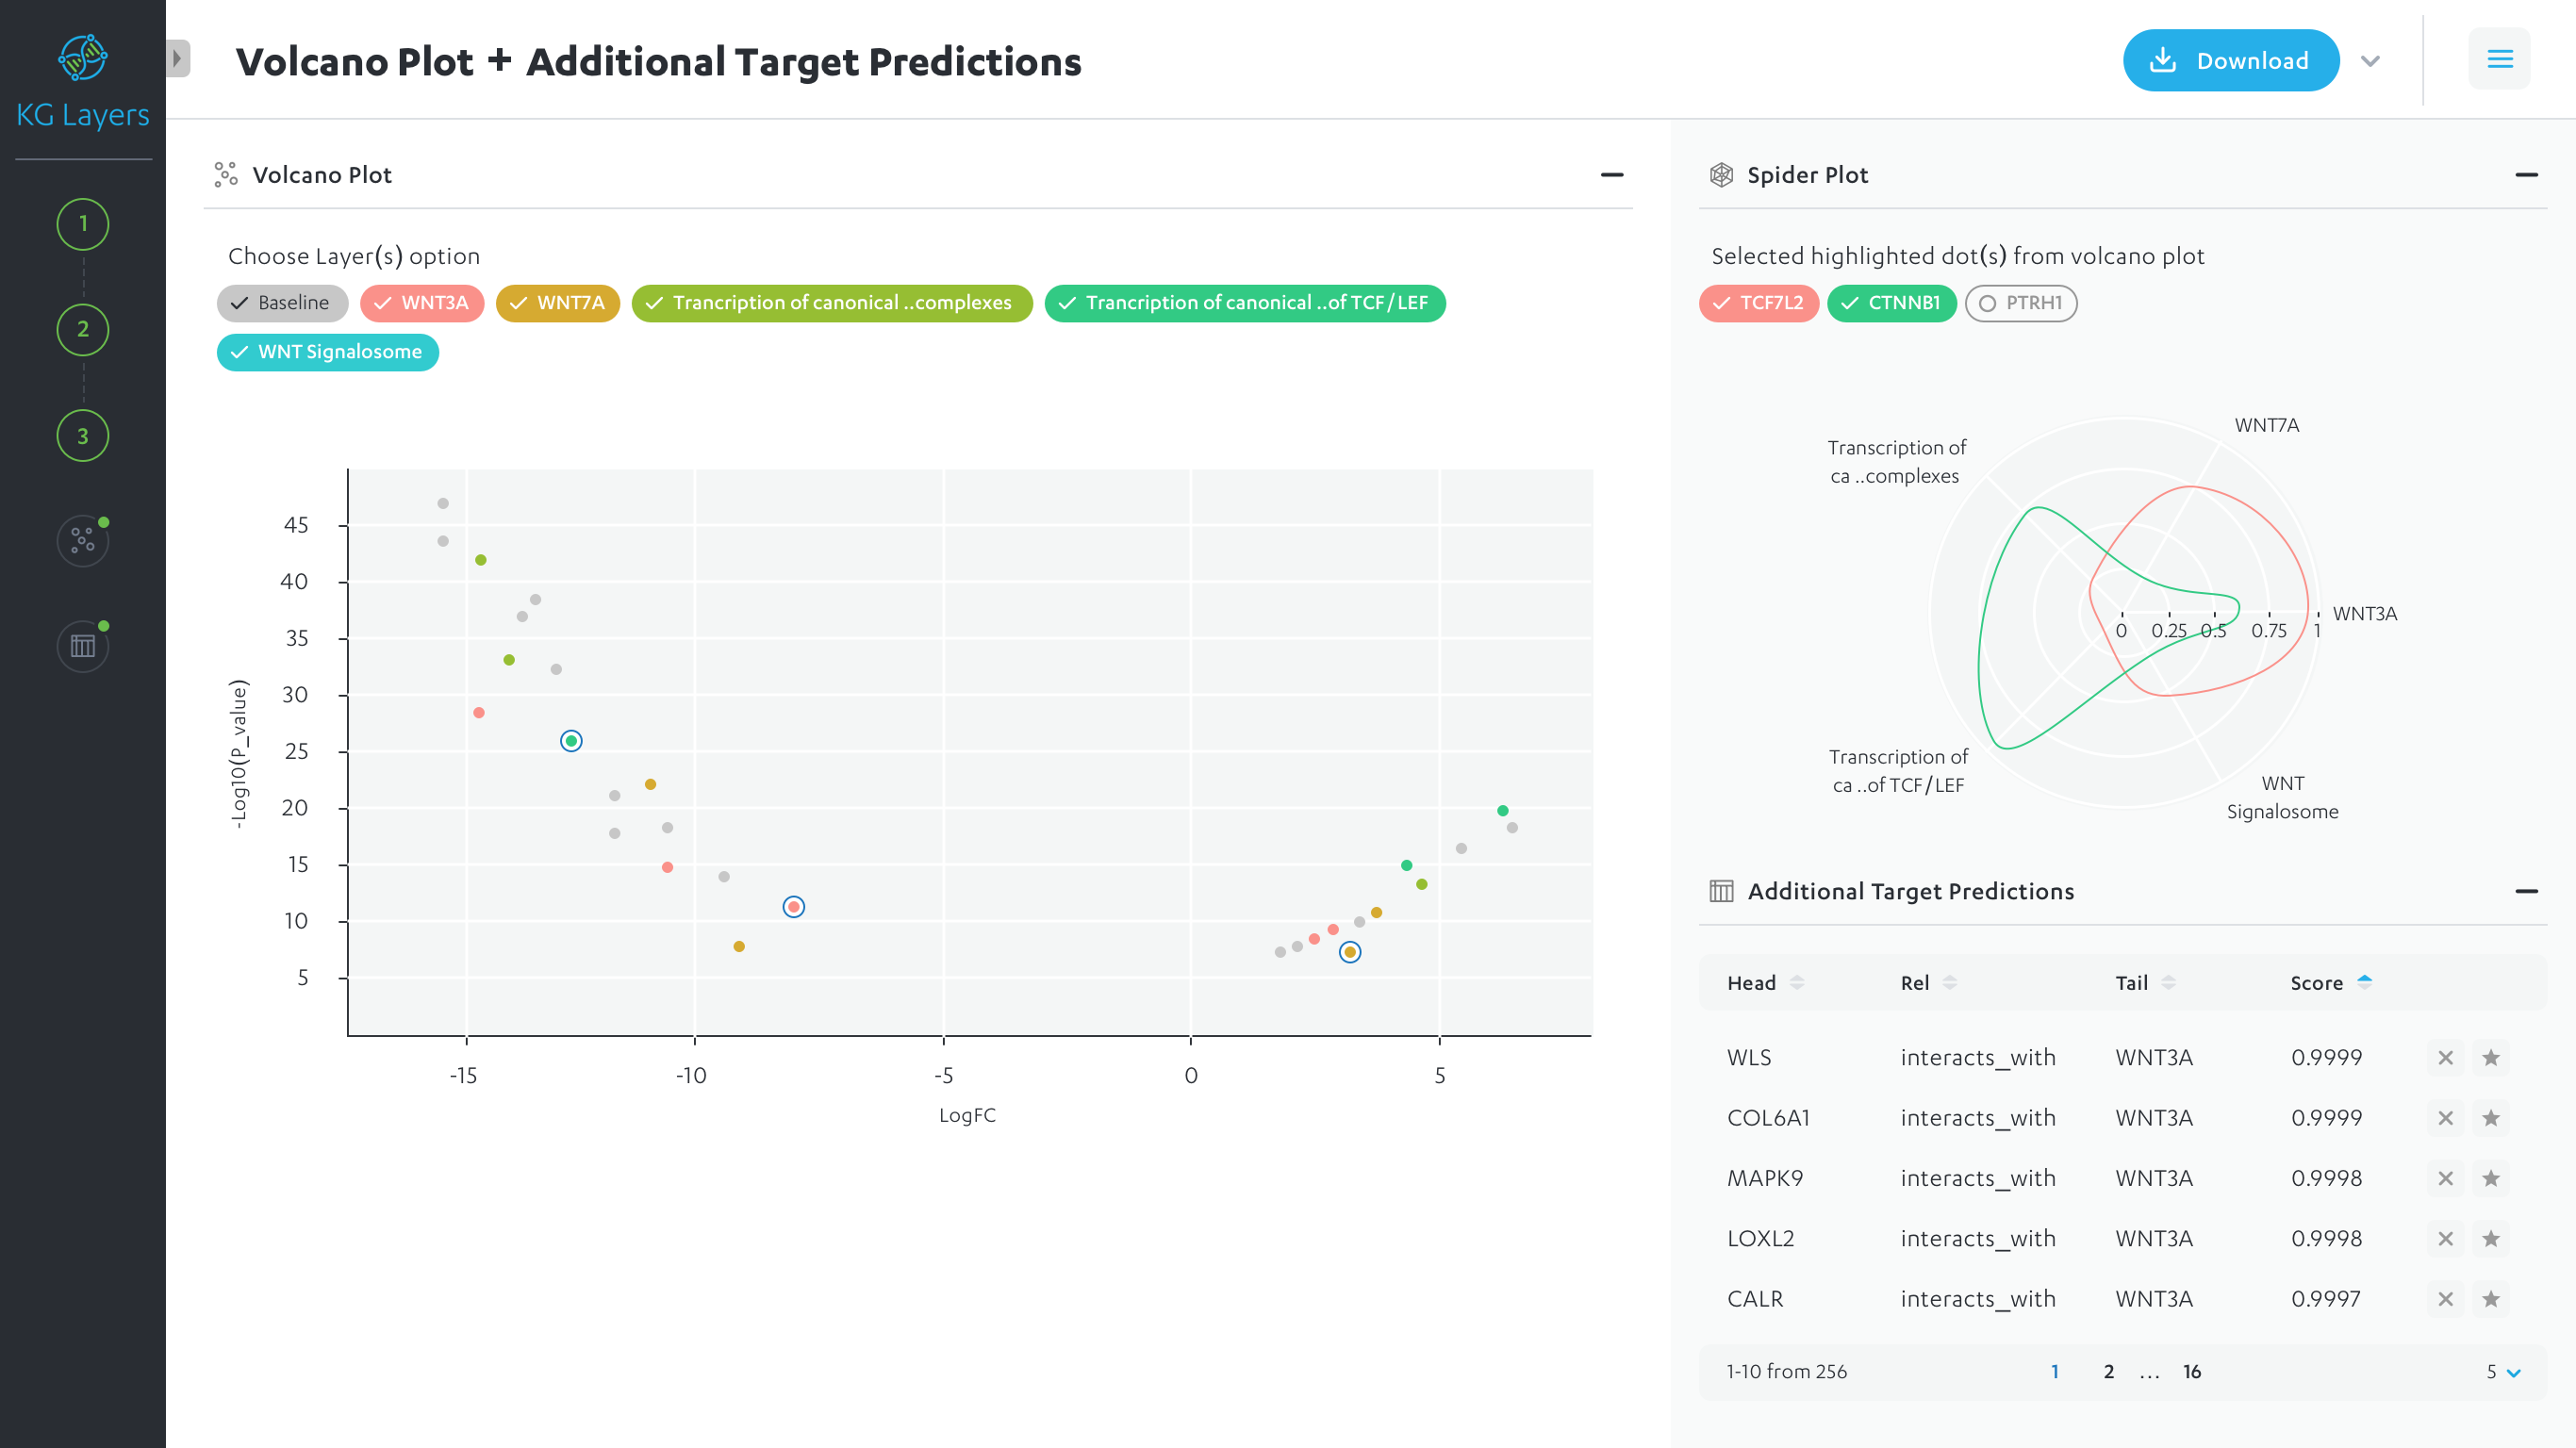 KG Layers
1
2
3
Volcano Plot + Additional Target Predictions
Download
Volcano Plot
Choose Layer(s) option
Baseline
WNT3A
WNT7A
Trancription of canonical ..complexes
Trancription of canonical ..of TCF/LEF
WNT Signalosome
-Log10(P_value)
45
40
35
30
25
20
15
10
5
-15
-10
-5
0
5
LogFC
Spider Plot
Selected highlighted dot(s) from volcano plot
TCF7L2
CTNNB1
PTRH1
WNT7A
Transcription of
ca ..complexes
WNT3A
0 0.25 0.5 0.75 1
Transcription of
ca ..of TCF/LEF
WNT
Signalosome
Additional Target Predictions
Head Rel Tail Score
WLS interacts_with WNT3A 0.9999
COL6A1 interacts_with WNT3A 0.9999
MAPK9 interacts_with WNT3A 0.9998
LOXL2 interacts_with WNT3A 0.9998
CALR interacts_with WNT3A 0.9997
1-10 from 256 1 2 ... 16 5